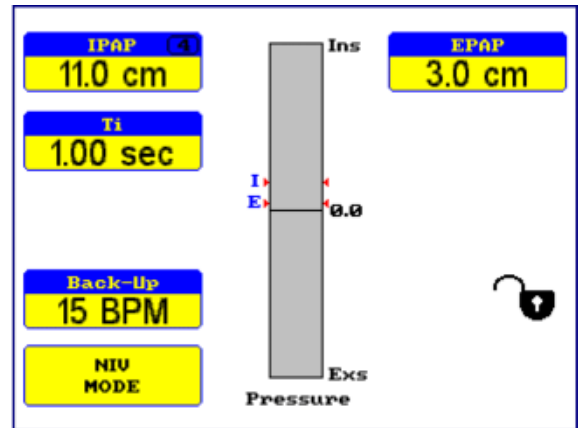 IPAP 4
11.0 cm
Ti
1.00 sec
Back-Up
15 BPM
NIV
MODE
Ins
I
E
0.0
Exs
Pressure
EPAP
3.0 cm